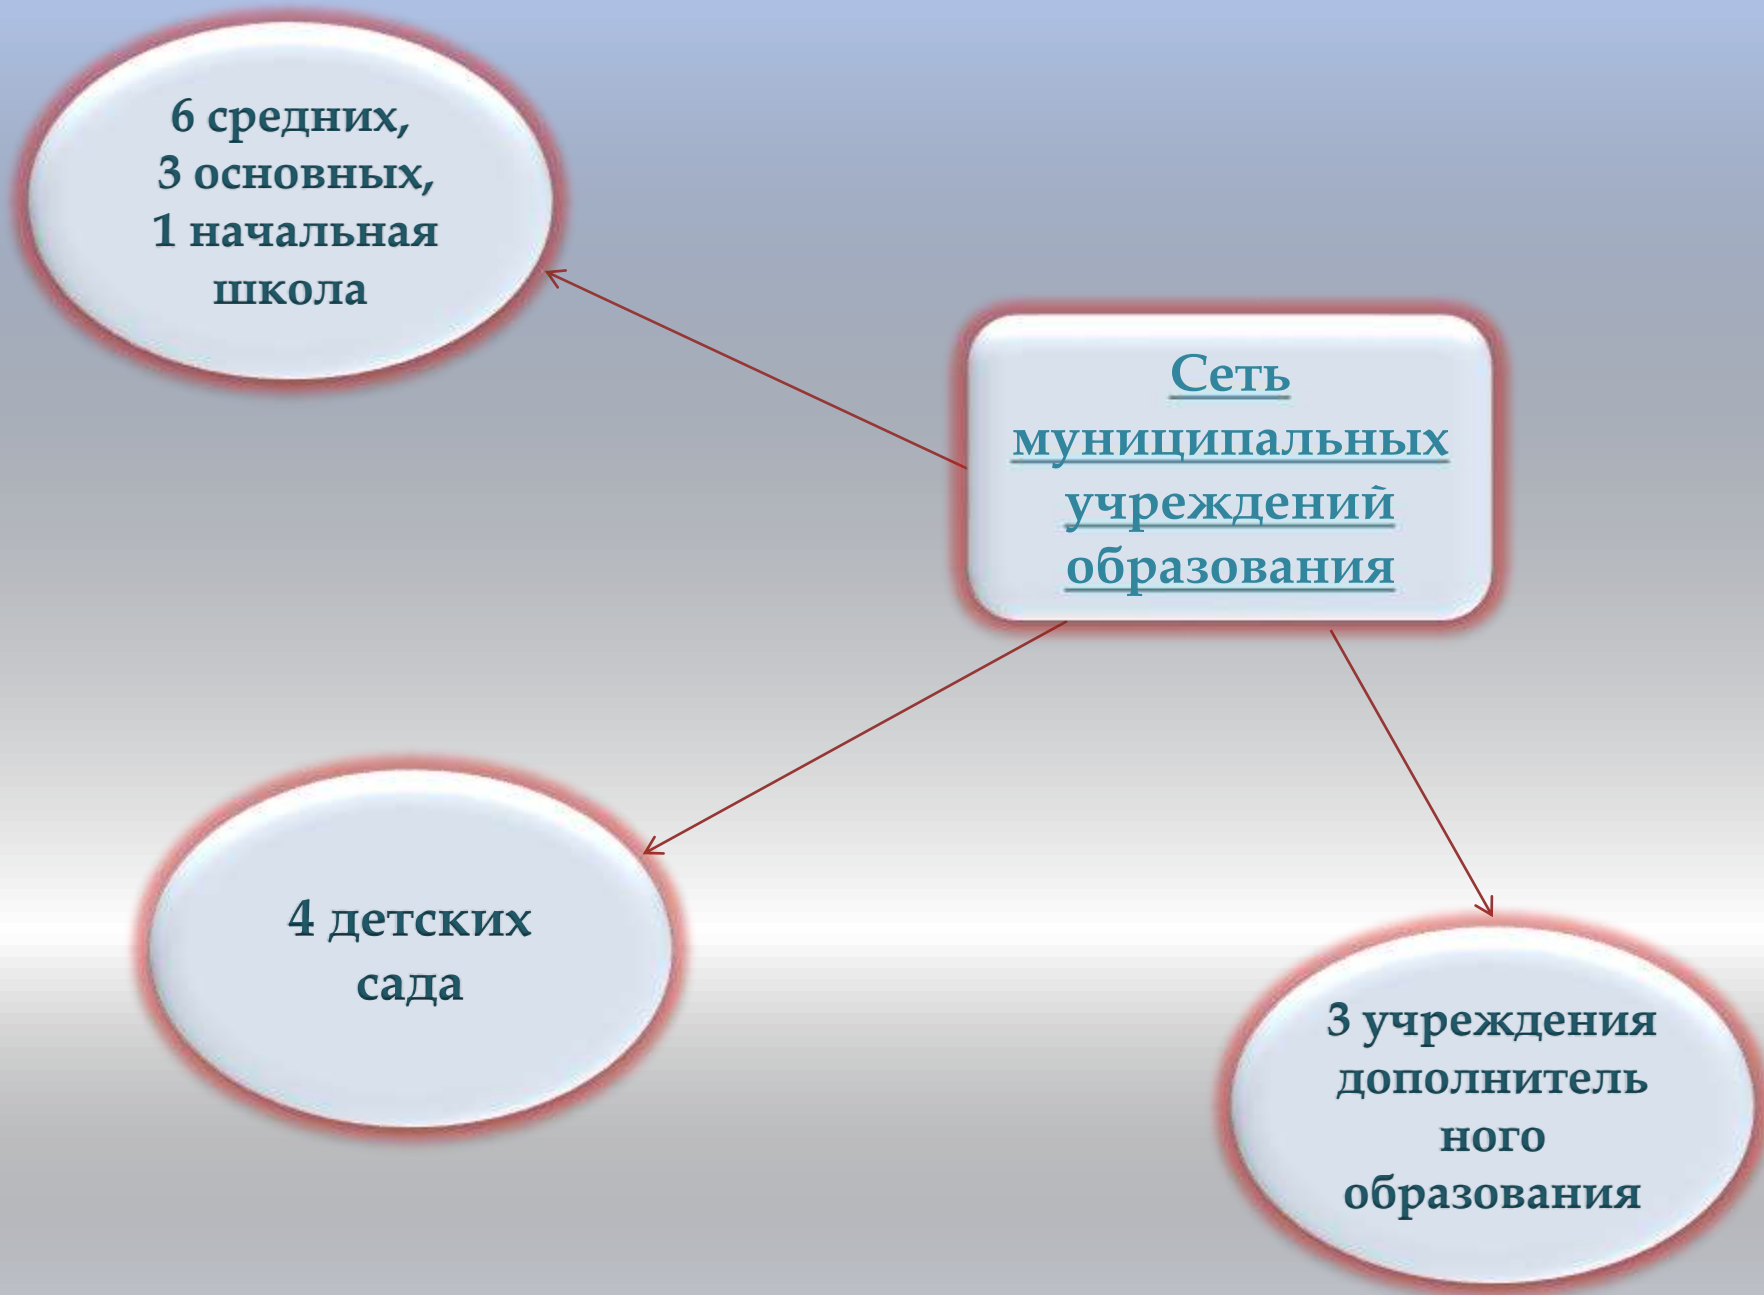 6 средних,
3 основных,
1 начальная
школа
Сеть
муниципальных
учреждений
образования
4 детских
сада
3 учреждения
дополнитель
ного
образования